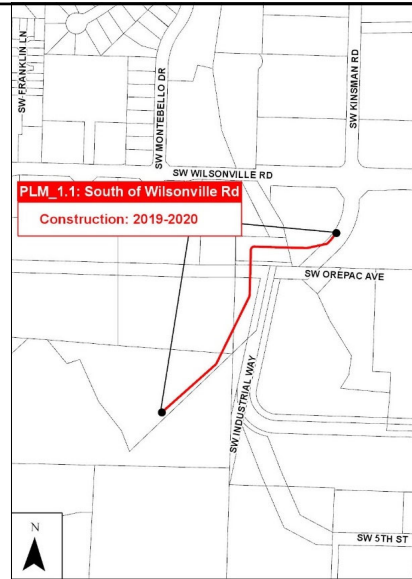 SW FRANKLIN LN
SW MONTEBELLO DR
SW KINSMAN RD
SW WILSONVILLE RD
PLM_1.1: South of Wilsonville Rd
Construction: 2019-2020
SW OREPAC AVE
SW INDUSTRIAL WAY
SW 5TH ST
N